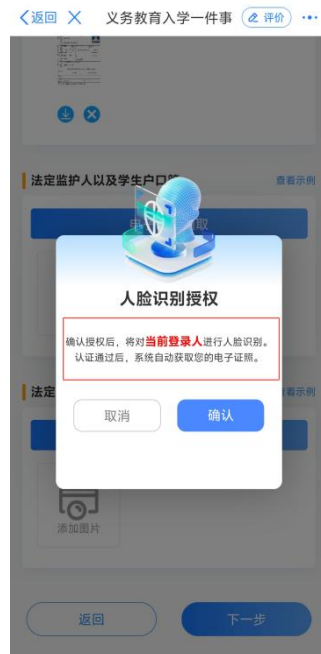 返回
义务教育入学一件事
评价
法定监护人以及学生户口簿
查看示例
取
人脸识别授权
确认授权后，将对当前登录人进行人脸识别。
认证通过后，系统自动获取您的电子证照。
法定
查看示例
取消
确认
添加图片
返回
下一步